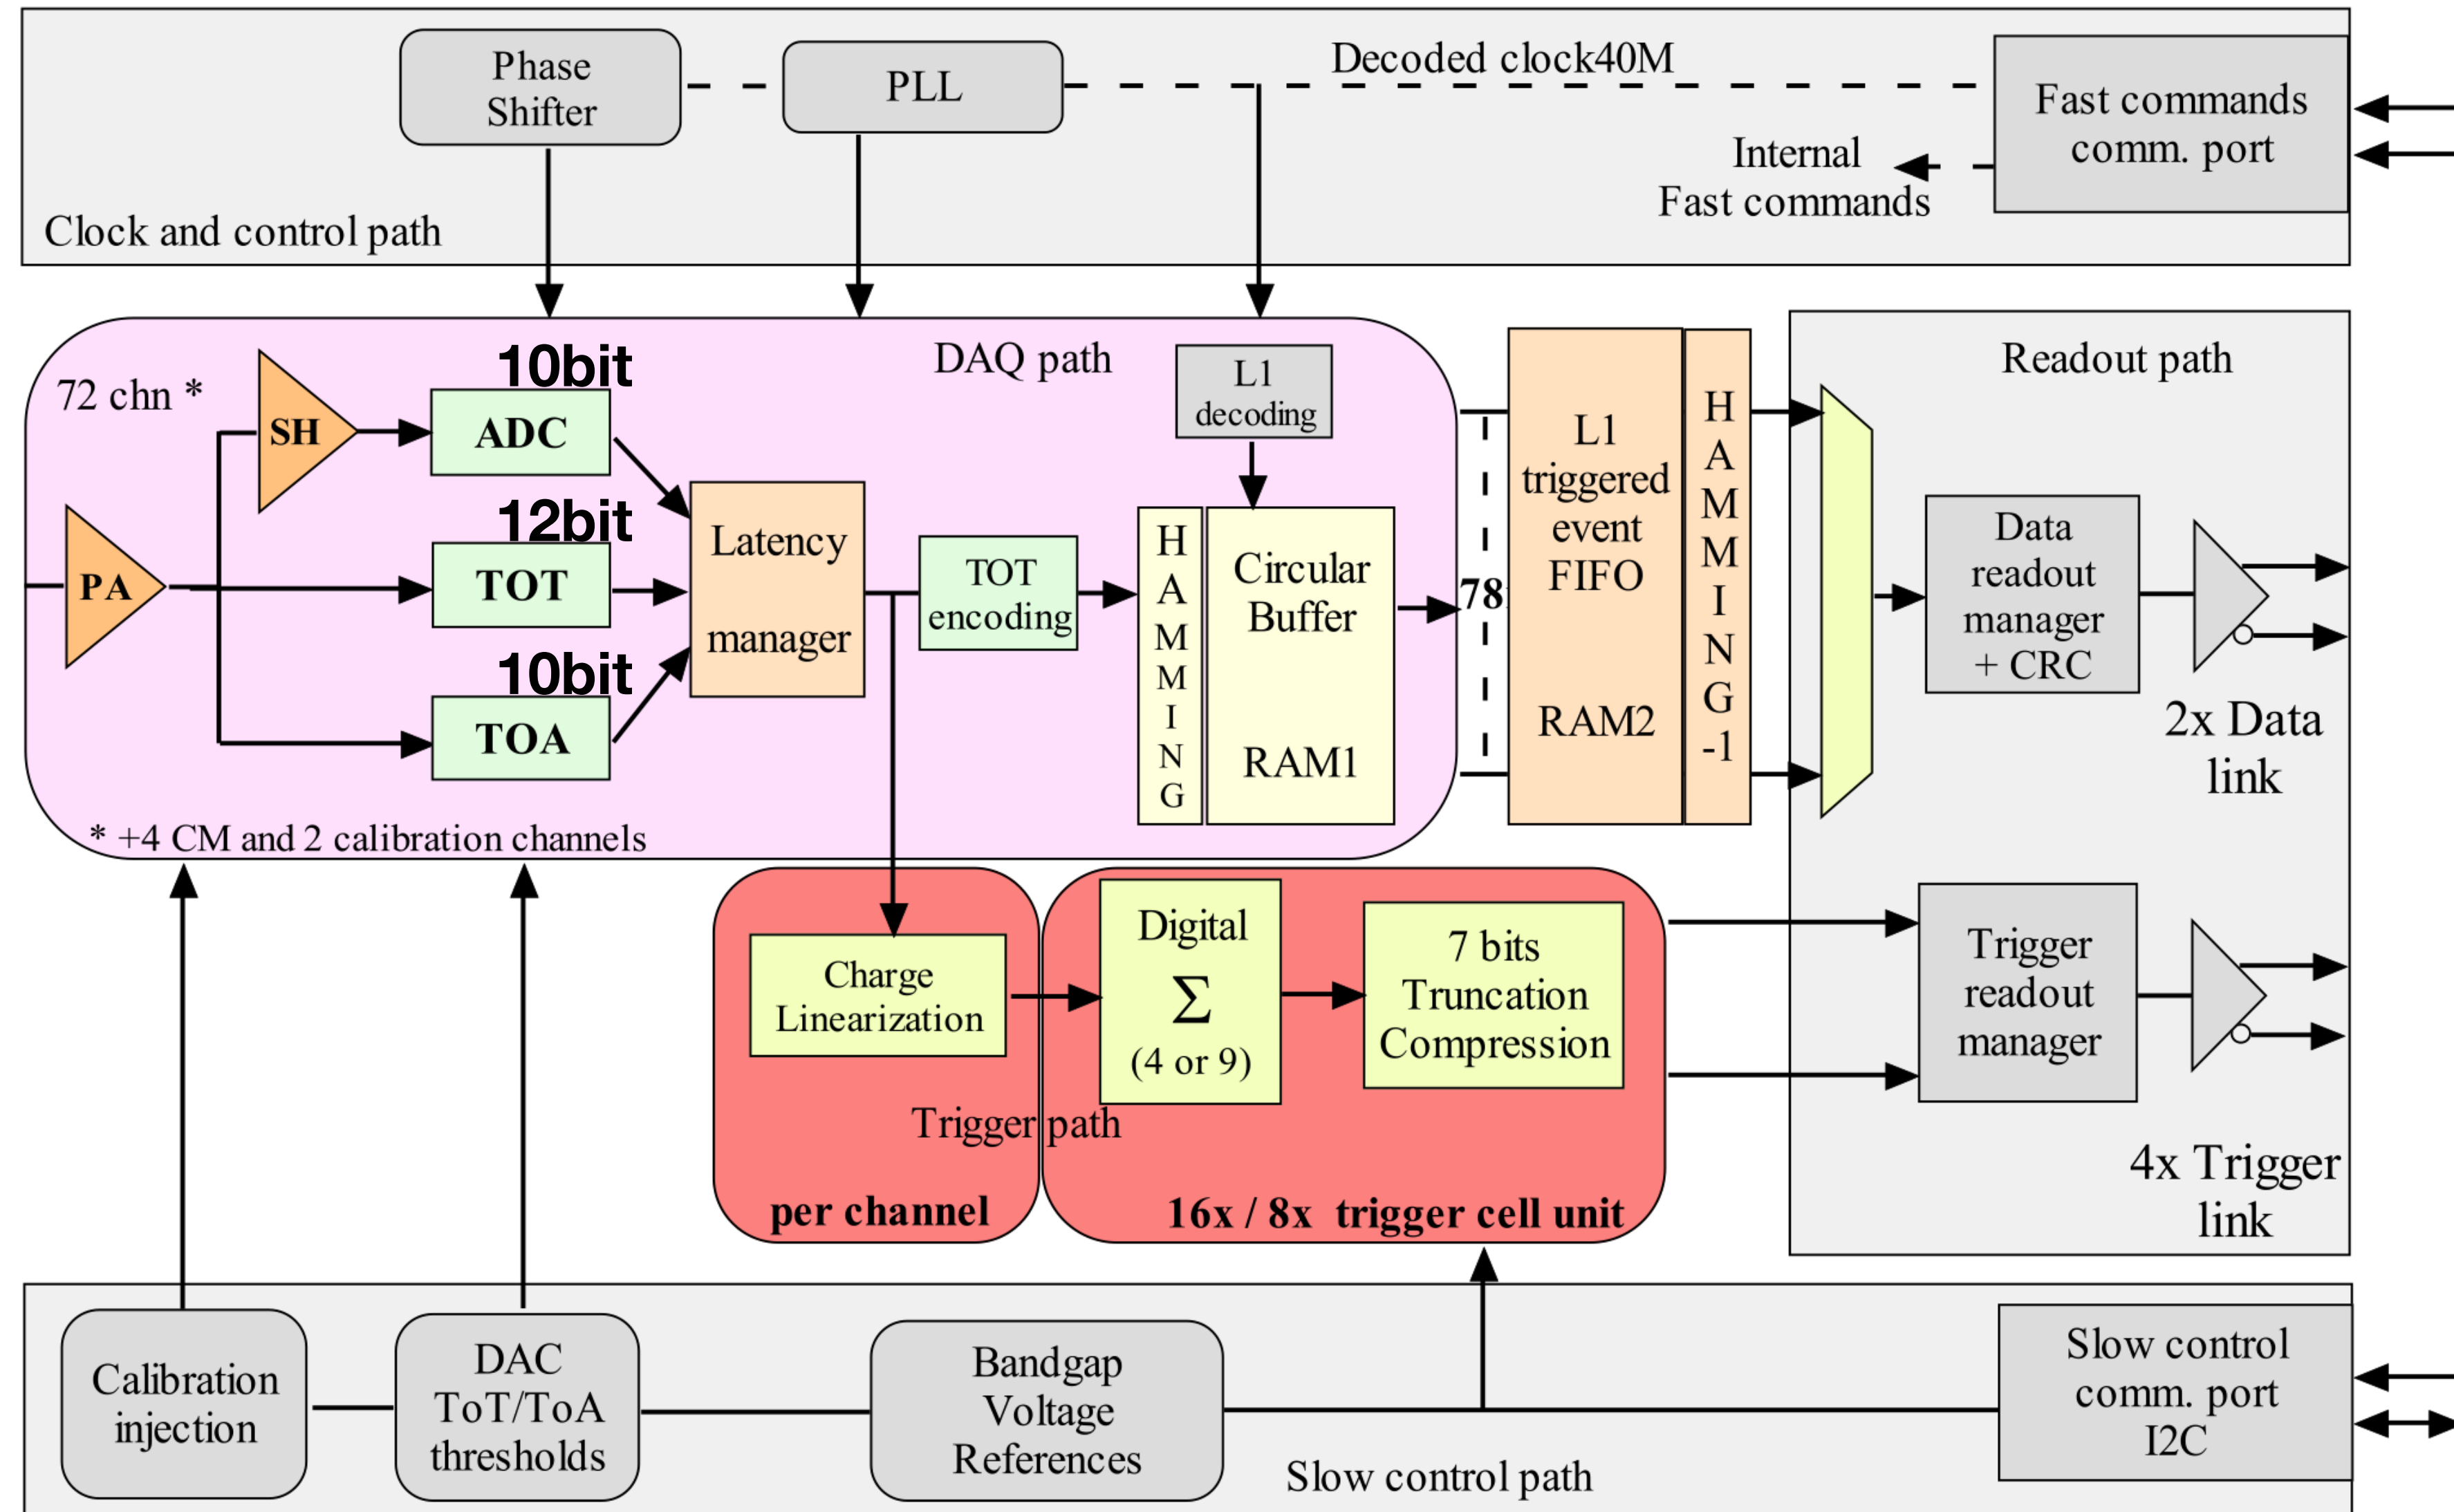 Phase
Shifter
PLL
Decoded clock40M
Fast commands
comm. port
Internal
Fast commands
Clock and control path
72 chn *
SH
10bit
ADC
DAQ path
L1
decoding
PA
12bit
TOT
10bit
TOA
Latency
manager
TOT
encoding
H
A
M
M
I
N
G
Circular
Buffer
RAM1
* +4 CM and 2 calibration channels
78
L1
triggered
event
FIFO
RAM2
H
A
M
M
I
N
G
-1
Readout path
Data
readout
manager
+ CRC
2x Data
link
Charge
Linearization
Digital
Σ
(4 or 9)
7 bits
Truncation
Compression
Trigger path
per channel
16x / 8x trigger cell unit
Trigger
readout
manager
4x Trigger
link
Calibration
injection
DAC
ToT/ToA
thresholds
Bandgap
Voltage
References
Slow control path
Slow control
comm. port
I2C